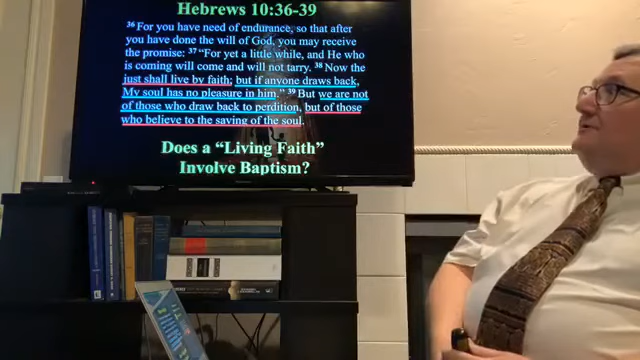 Hebrews 10:36-39
36 For you have need of endurance, so that after
you have done the will of God, you may receive
the promise: 37 "For yet a little while, and He who
is coming will come and will not tarry. 38 Now the
just shall live by faith; but if anyone draws back,
My soul has no pleasure in him." 39 But we are not
of those who draw back to perdition, but of those
who believe to the saving of the soul.
Does a "Living Faith"
Involve Baptism?